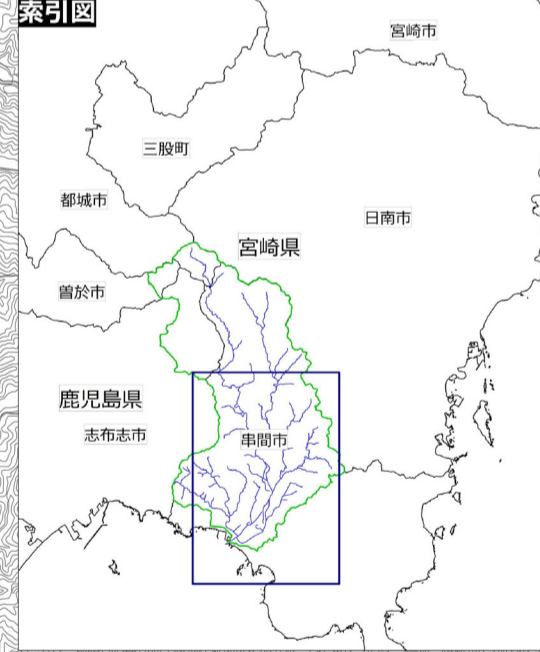 索引図
宮崎市
三股町
都城市
日南市
宮崎県
曽於市
鹿児島県
志布志市
串間市